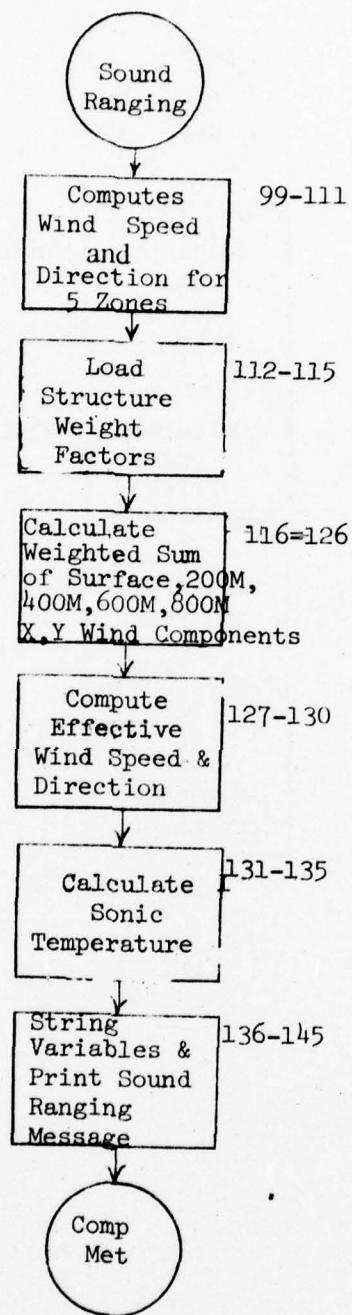 Sound
Ranging
Computes
Wind Speed
and
Direction for
5 Zones
99-111
Load
Structure
Weight
Factors
112-115
Calculate
Weighted Sum
of Surface,200M,
400M,600M,800M
X,Y Wind Components
116=126
Compute
Effective
Wind Speed &
Direction
127-130
Calculate
Sonic
Temperature
131-135
String
Variables &
Print Sound
Ranging
Message
136-145
Comp
Met